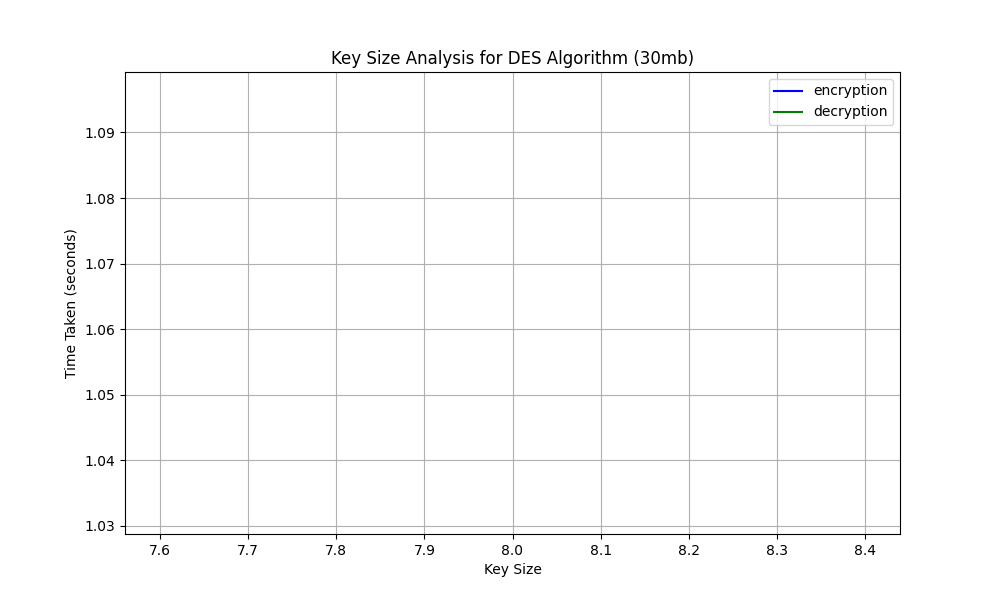 Key Size Analysis for DES Algorithm (30mb)
encryption
decryption
1.09
1.08
1.07
1.06
1.05
1.04
1.03
Time Taken (seconds)
7.6 7.7 7.8 7.9 8.0 8.1 8.2 8.3 8.4
Key Size